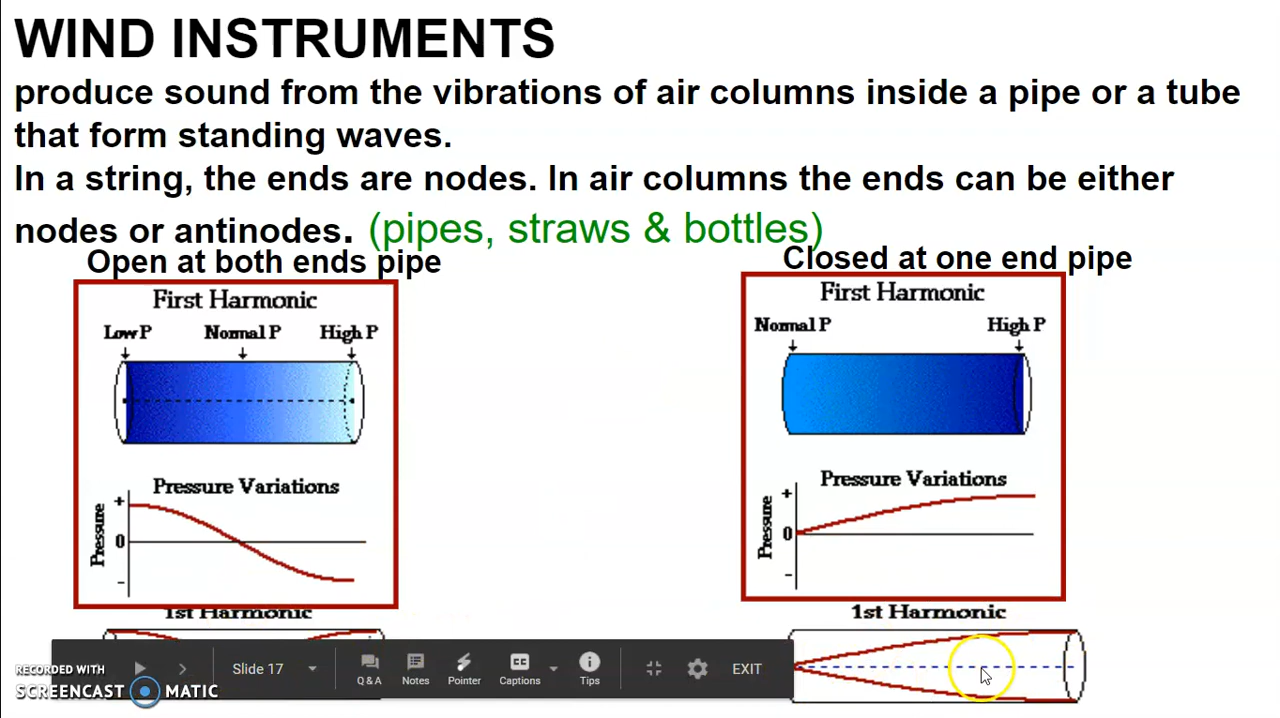 WIND INSTRUMENTS
produce sound from the vibrations of air columns inside a pipe or a tube
that form standing waves.
In a string, the ends are nodes. In air columns the ends can be either
nodes or antinodes. (pipes, straws & bottles)
Open at both ends pipe
First Harmonic
Low P Normal P High P
Pressure Variations
Pressure
+
0
-
1st Harmonic
Closed at one end pipe
First Harmonic
Normal P High P
Pressure Variations
Pressure
+
0
-
1st Harmonic
RECORDED WITH
SCREENCAST MATIC
Slide 17
Q & A
Notes
Pointer
CC
Captions
Tips
EXIT